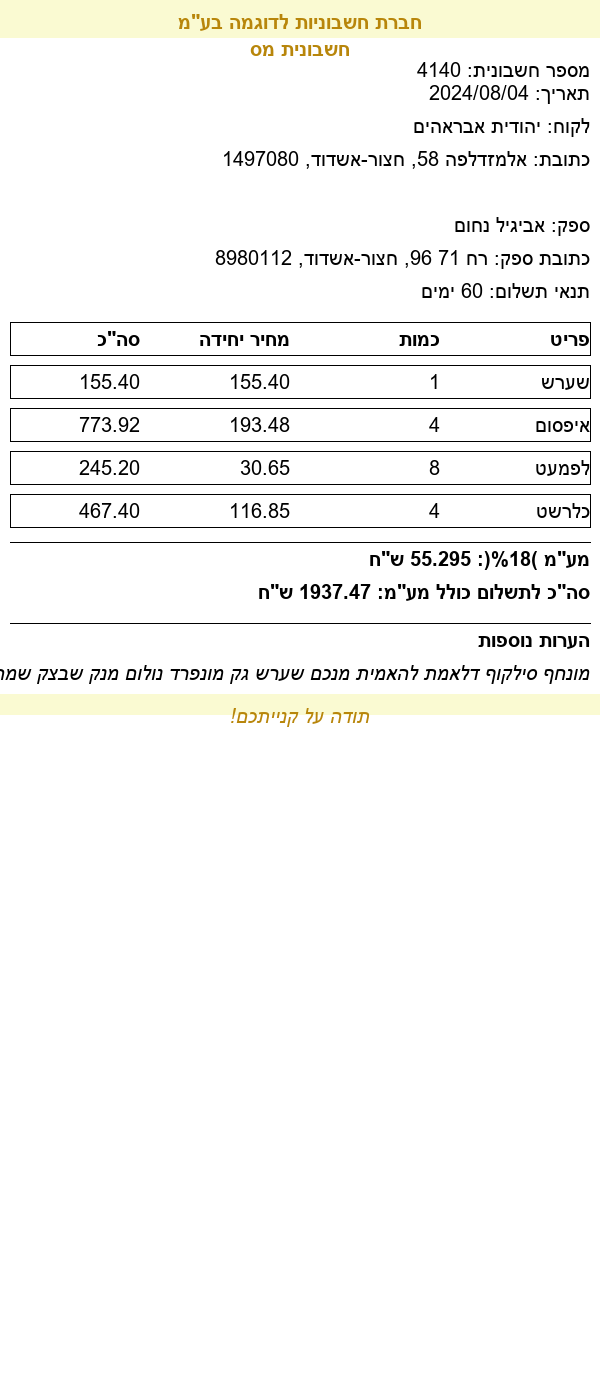 חברת חשבוניות לדוגמה בע"מ
חשבונית מס
מספר חשבונית: 4140
תאריך: 2024/08/04
לקוח: יהודית אבראהים
כתובת: אלמזדלפה 58, חצור-אשדוד, 1497080
ספק: אביגיל נחום
כתובת ספק: רח 71 96, חצור-אשדוד, 8980112
תנאי תשלום: 60 ימים
פריט כמות מחיר יחידה סה"כ
שערש 1 155.40 155.40
איפסום 4 193.48 773.92
לפמעט 8 30.65 245.20
כלרשט 4 116.85 467.40
מע"מ )18%(: 55.295 ש"ח
סה"כ לתשלום כולל מע"מ: 1937.47 ש"ח
הערות נוספות
מונחף סילקוף דלאמת להאמית מנכם שערש גק מונפרד נולום מנק שבצק
תודה על קנייתכם!